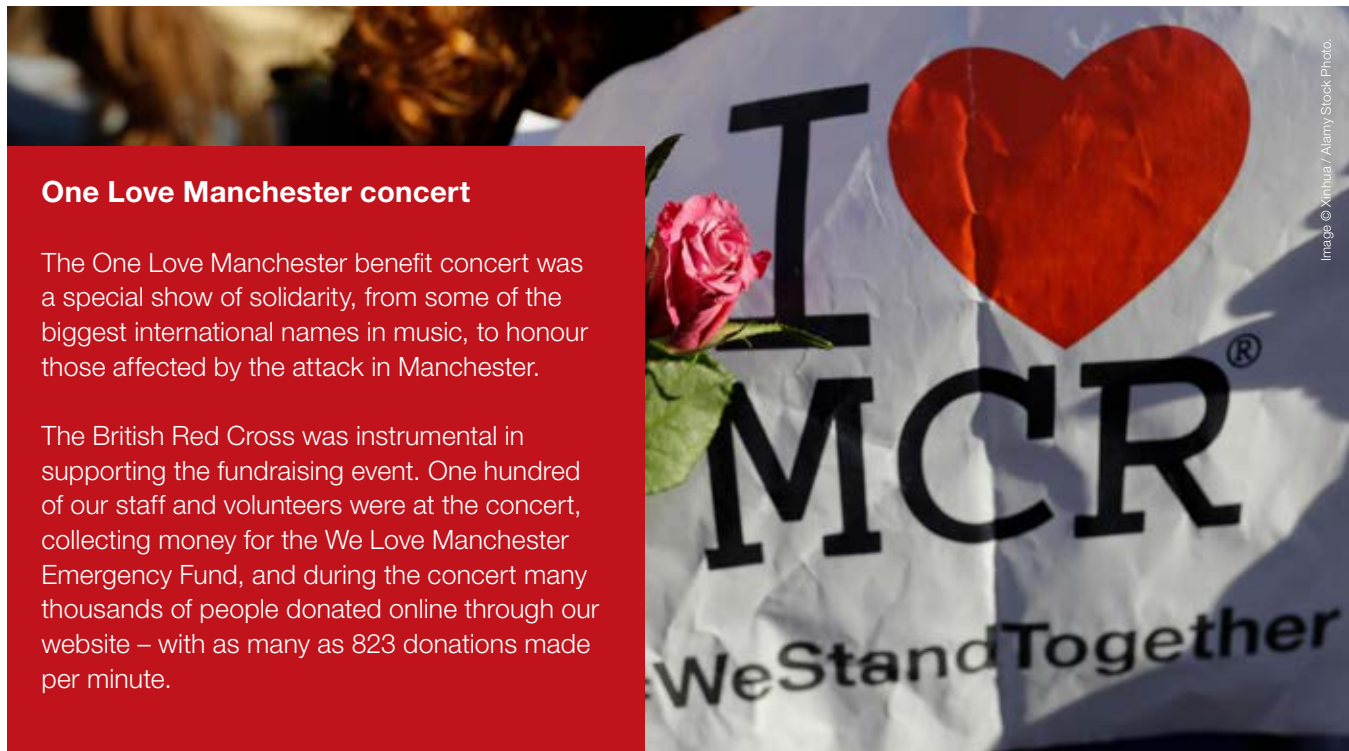 One Love Manchester concert
The One Love Manchester benefit concert was
a special show of solidarity, from some of the
biggest international names in music, to honour
those affected by the attack in Manchester.
The British Red Cross was instrumental in
supporting the fundraising event. One hundred
of our staff and volunteers were at the concert,
collecting money for the We Love Manchester
Emergency Fund, and during the concert many
thousands of people donated online through our
website – with as many as 823 donations made
per minute.
I
MCR®
WeStandTogether
Image © Xinhua / Alamy Stock Photo.